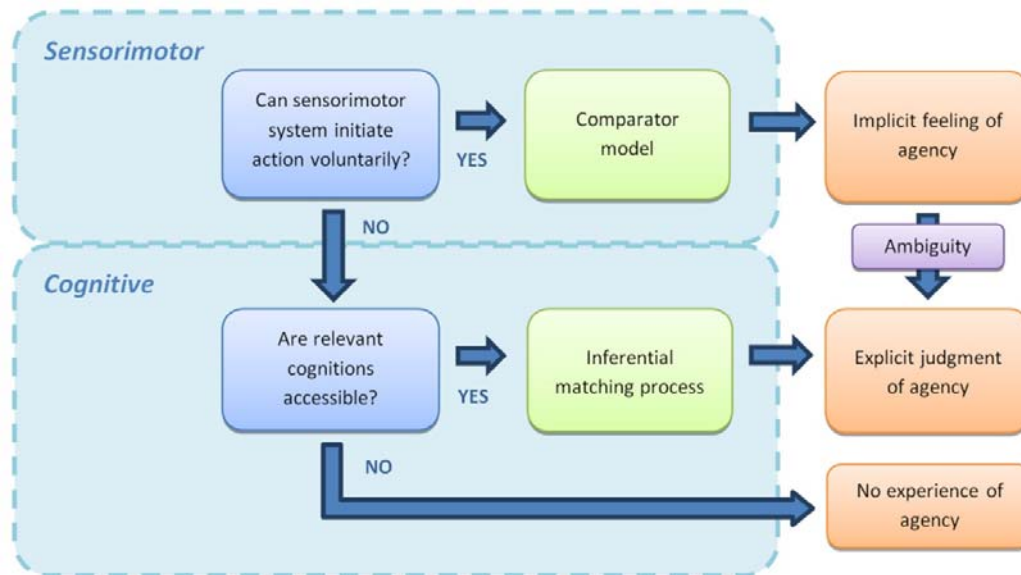 Sensorimotor
Can sensorimotor
system initiate
action voluntarily?
YES
Comparator
model
Implicit feeling of
agency
NO
Ambiguity
Cognitive
Are relevant
cognitions
accessible?
YES
Inferential
matching process
Explicit judgment
of agency
NO
No experience of
agency